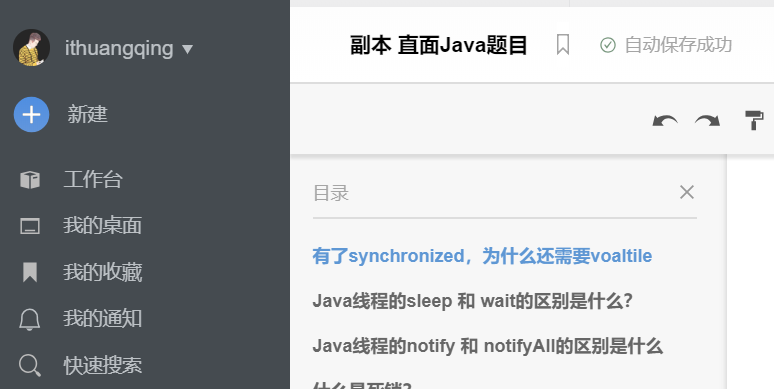 ithuangqing
新建
工作台
我的桌面
我的收藏
我的通知
快速搜索
副本 直面Java题目
自动保存成功
目录
有了synchronized，为什么还需要voaltile
Java线程的sleep 和 wait的区别是什么？
Java线程的notify 和 notifyAll的区别是什么
什么是死锁？